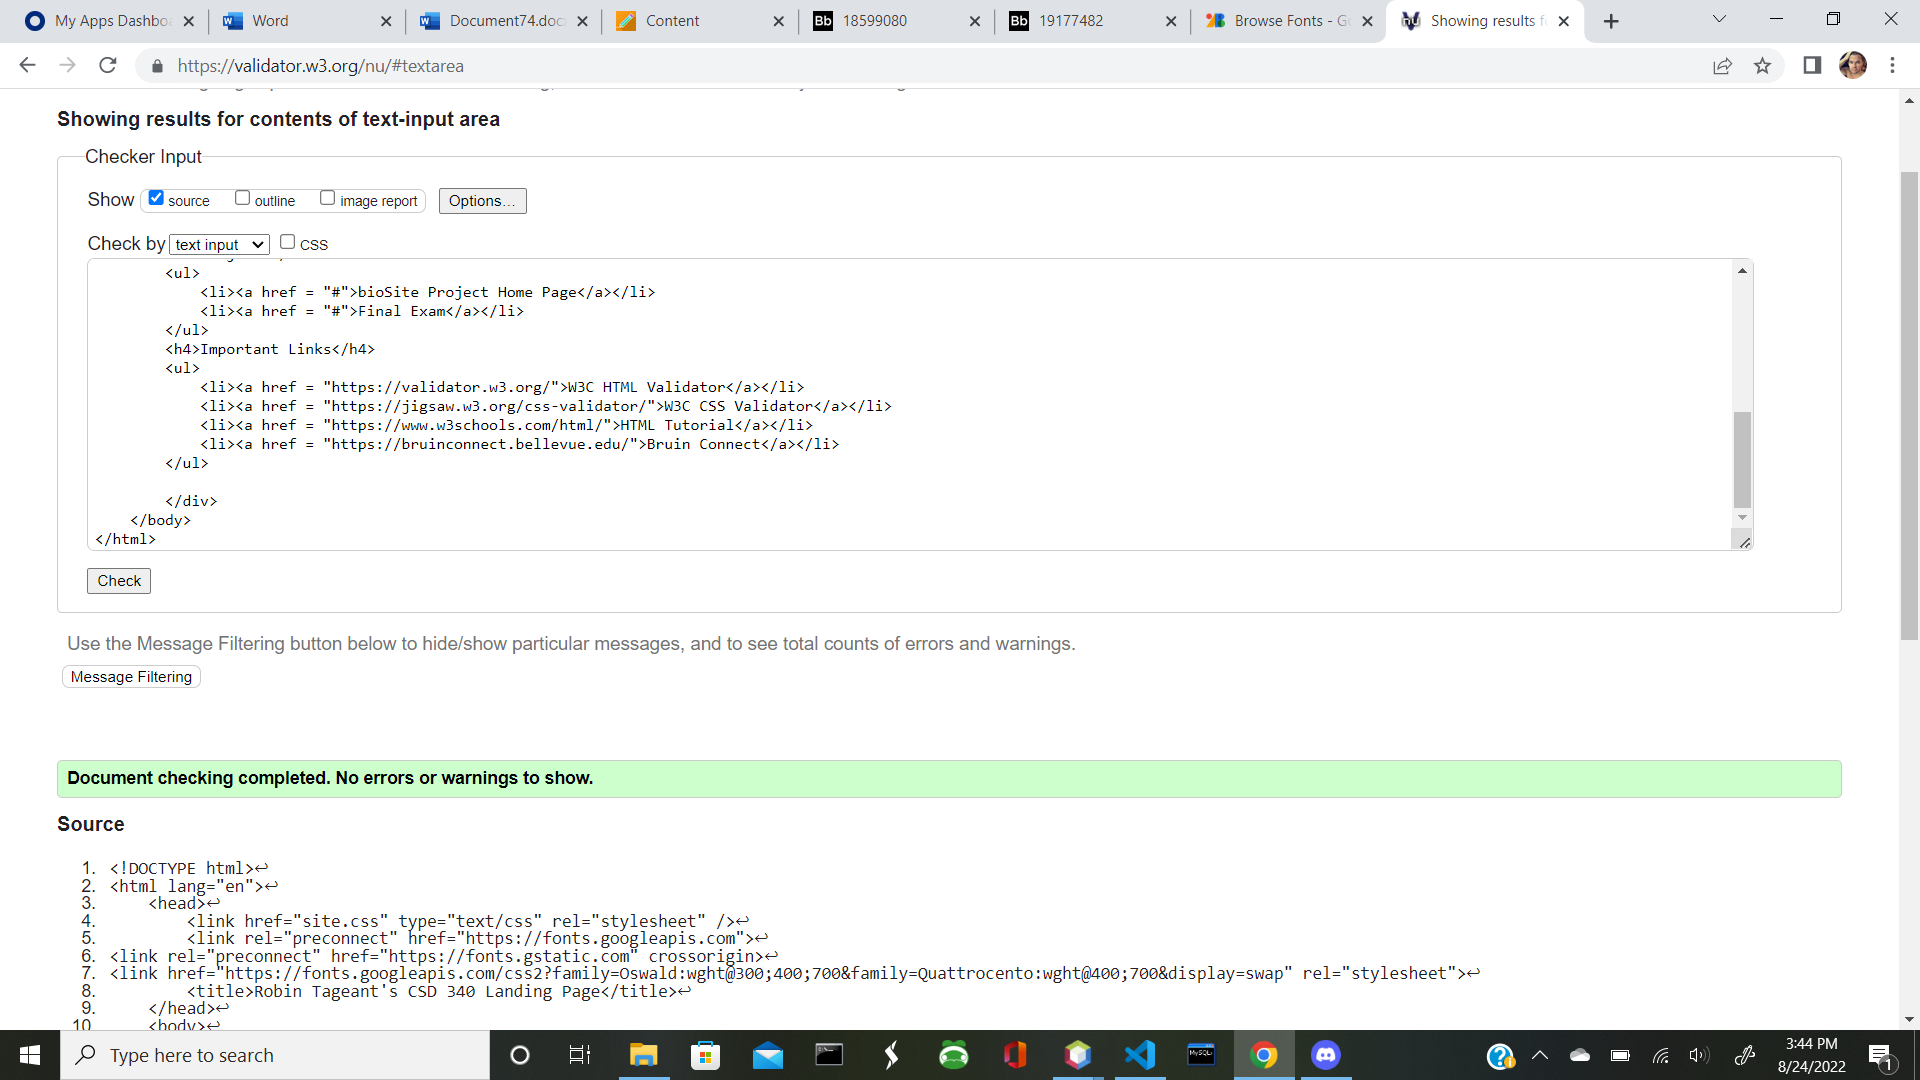 My Apps Dashbo
Word
Document74.doc
Content
Bb 18599080
Bb 19177482
Browse Fonts - G
Showing results f
https://validator.w3.org/nu/#textarea
Showing results for contents of text-input area
Checker Input
Show source outline image report Options...
Check by text input CSS
<ul>
<li><a href = "#">bioSite Project Home Page</a></li>
<li><a href = "#">Final Exam</a></li>
</ul>
<h4>Important Links</h4>
<ul>
<li><a href = "https://validator.w3.org/">W3C HTML Validator</a></li>
<li><a href = "https://jigsaw.w3.org/css-validator/">W3C CSS Validator</a></li>
<li><a href = "https://www.w3schools.com/html/">HTML Tutorial</a></li>
<li><a href = "https://bruinconnect.bellevue.edu/">Bruin Connect</a></li>
</ul>
</div>
</body>
</html>
Check
Use the Message Filtering button below to hide/show particular messages, and to see total counts of errors and warnings.
Message Filtering
Document checking completed. No errors or warnings to show.
Source
1. <!DOCTYPE html>↩
2. <html lang="en">↩
3. <head>↩
4. <link href="site.css" type="text/css" rel="stylesheet" />↩
5. <link rel="preconnect" href="https://fonts.googleapis.com">↩
6. <link rel="preconnect" href="https://fonts.gstatic.com" crossorigin>↩
7. <link href="https://fonts.googleapis.com/css2?family=Oswald:wght@300;400;700&family=Quattrocento:wght@400;700&display=swap" rel="stylesheet">↩
8. <title>Robin Tageant's CSD 340 Landing Page</title>↩
9. </head>↩
10. <body>↩
Type here to search
MySQL
3:44 PM
8/24/2022
1